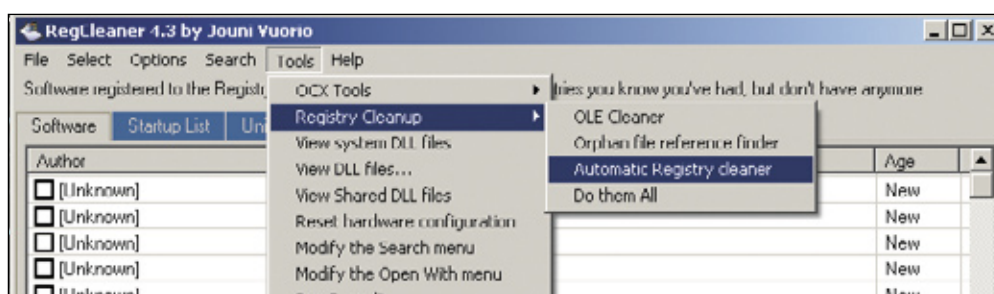 RegCleaner 4.3 by Jouni Vuorio
File Select Options Search Tools Help
Software registered to the Regist
tries you know you've had, but don't have anymore
Software Startup List Uni
Author Age
[Unknown] New
[Unknown] New
[Unknown] New
[Unknown] New
OCX Tools
Registry Cleanup
View system DLL files
View DLL files...
View Shared DLL files
Reset hardware configuration
Modify the Search menu
Modify the Open With menu
OLE Cleaner
Orphan file reference finder
Automatic Registry cleaner
Do them All